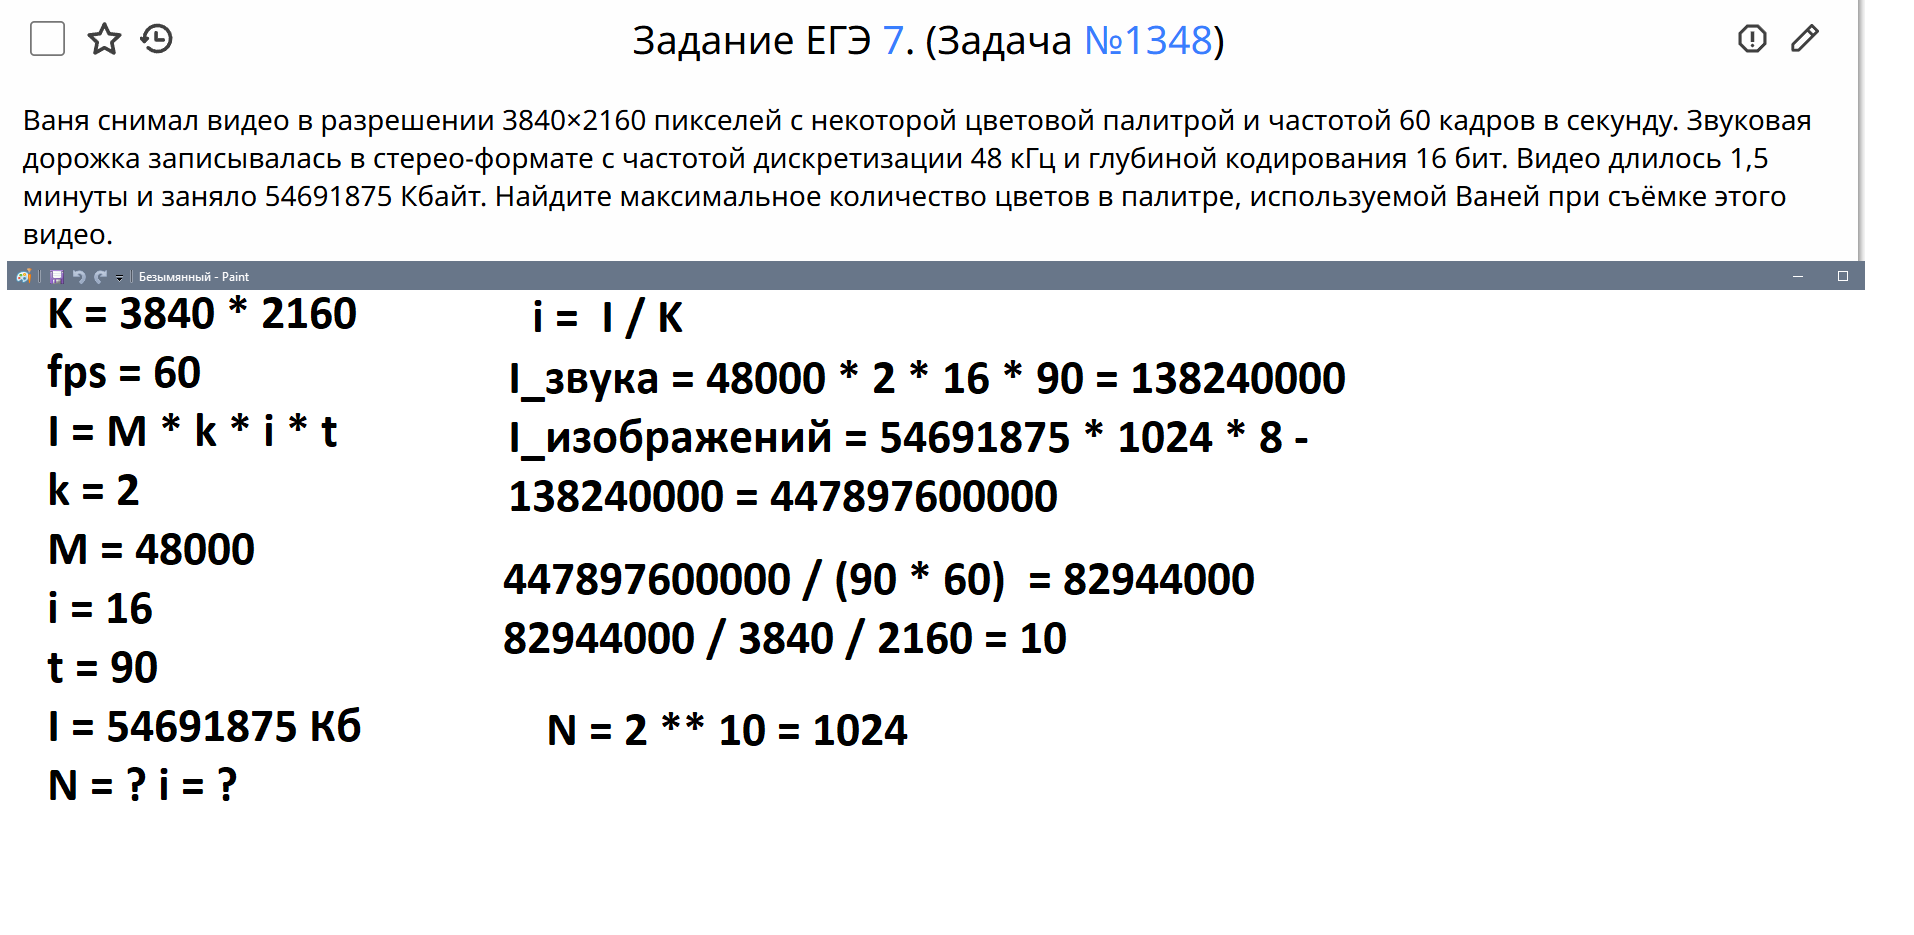 Задание ЕГЭ 7. (Задача №1348)
Ваня снимал видео в разрешении 3840×2160 пикселей с некоторой цветовой палитрой и частотой 60 кадров в секунду. Звуковая
дорожка записывалась в стерео-формате с частотой дискретизации 48 кГц и глубиной кодирования 16 бит. Видео длилось 1,5
минуты и заняло 54691875 Кбайт. Найдите максимальное количество цветов в палитре, используемой Ваней при съёмке этого
видео.
Безымянный - Paint
K = 3840 * 2160
fps = 60
I = M * k * i * t
k = 2
M = 48000
i = 16
t = 90
I = 54691875 Кб
N = ? i = ?
i = I / K
I_звука = 48000 * 2 * 16 * 90 = 138240000
I_изображений = 54691875 * 1024 * 8 -
138240000 = 447897600000
447897600000 / (90 * 60) = 82944000
82944000 / 3840 / 2160 = 10
N = 2 ** 10 = 1024